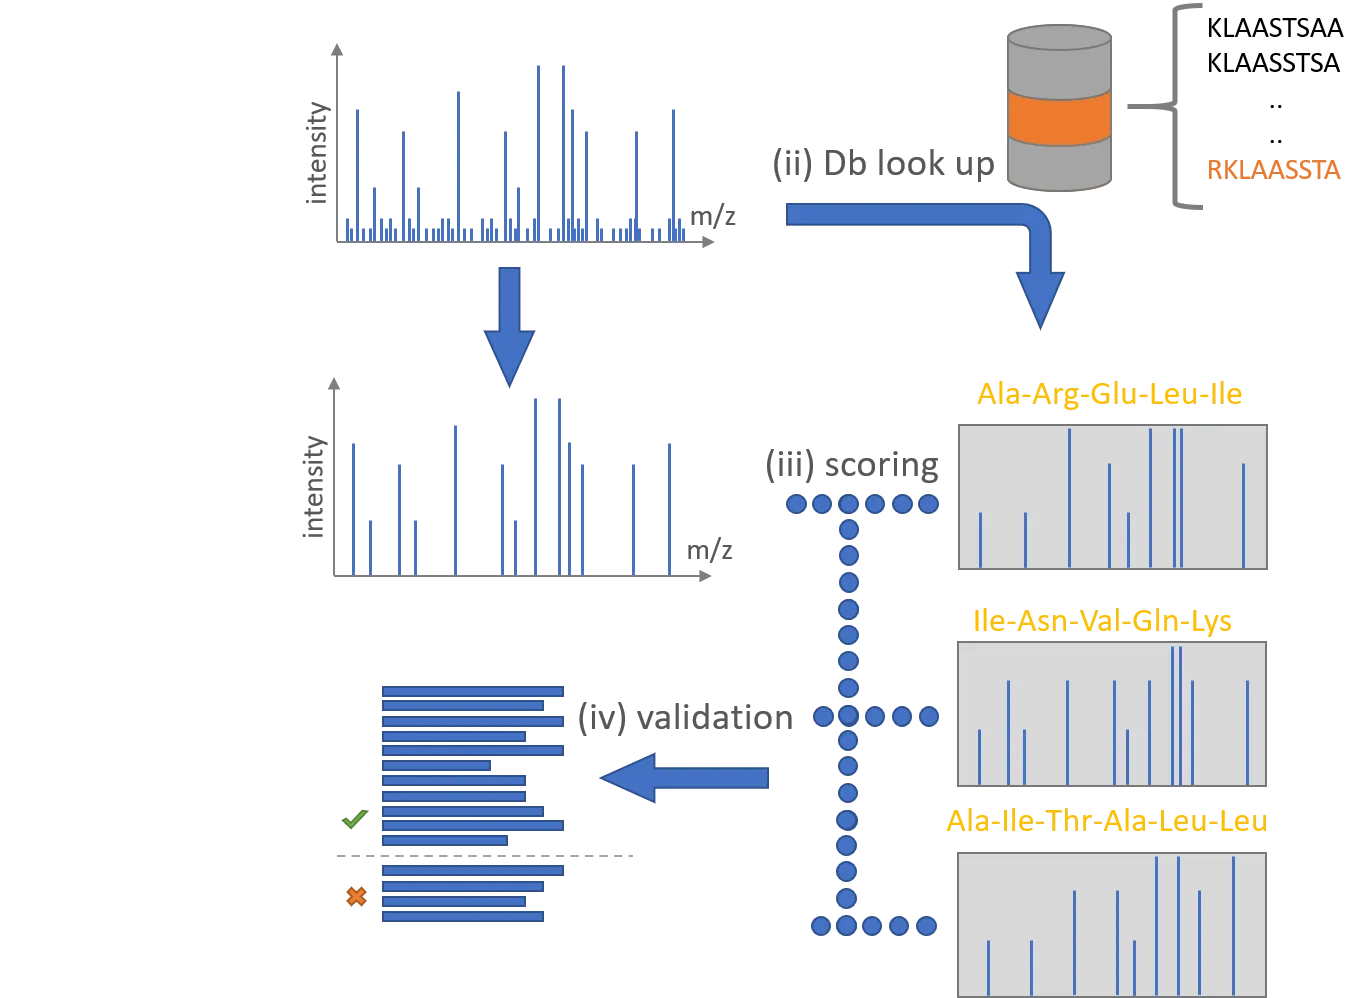 KLAASTSAA
KLAASSTSA
..
..
RKLAASSTA
intensity
m/z
(ii) Db look up
Ala-Arg-Glu-Leu-Ile
intensity
m/z
(iii) scoring
Ile-Asn-Val-Gln-Lys
(iv) validation
Ala-Ile-Thr-Ala-Leu-Leu